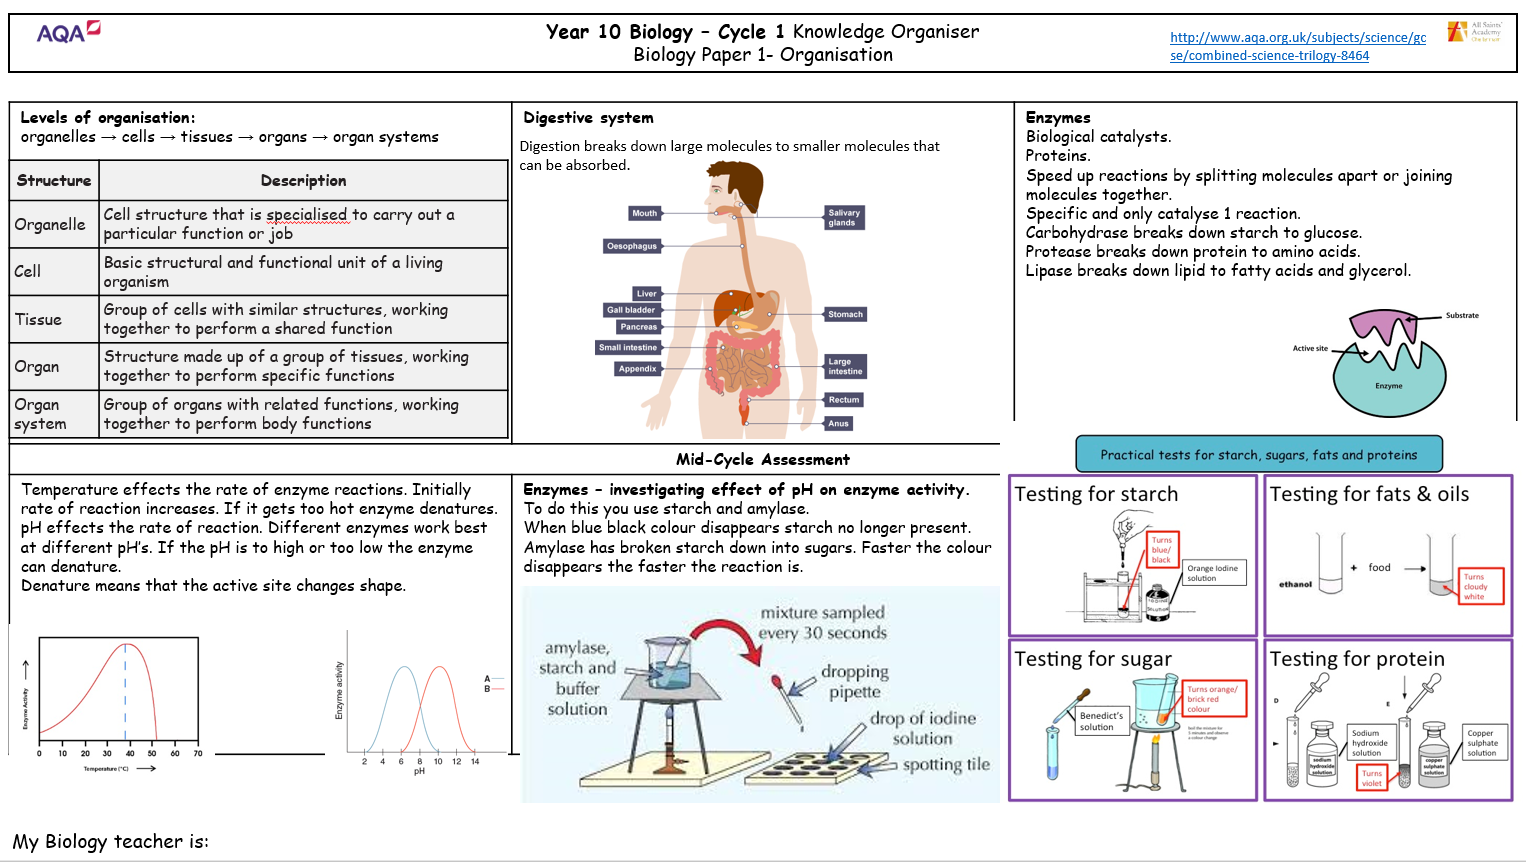 AQA
Year 10 Biology – Cycle 1 Knowledge Organiser
Biology Paper 1- Organisation
http://www.aqa.org.uk/subjects/science/gc
se/combined-science-trilogy-8464
All Saints'
Academy
Levels of organisation:
organelles → cells → tissues → organs → organ systems
Structure
Description
Organelle
Cell structure that is specialised to carry out a
particular function or job
Cell
Basic structural and functional unit of a living
organism
Tissue
Group of cells with similar structures, working
together to perform a shared function
Organ
Structure made up of a group of tissues, working
together to perform specific functions
Organ
system
Group of organs with related functions, working
together to perform body functions
Digestive system
Digestion breaks down large molecules to smaller molecules that
can be absorbed.
Mouth
Salivary
glands
Oesophagus
Liver
Gall bladder
Pancreas
Small intestine
Appendix
Stomach
Large
intestine
Rectum
Anus
Enzymes
Biological catalysts.
Proteins.
Speed up reactions by splitting molecules apart or joining
molecules together.
Specific and only catalyse 1 reaction.
Carbohydrase breaks down starch to glucose.
Protease breaks down protein to amino acids.
Lipase breaks down lipid to fatty acids and glycerol.
Substrate
Active site
Enzyme
Mid-Cycle Assessment
Temperature effects the rate of enzyme reactions. Initially
rate of reaction increases. If it gets too hot enzyme denatures.
pH effects the rate of reaction. Different enzymes work best
at different pH's. If the pH is to high or too low the enzyme
can denature.
Denature means that the active site changes shape.
Enzyme Activity
0 10 20 30 40 50 60 70
Temperature (°C)
Enzyme activity
A
B
2 4 6 8 10 12 14
pH
Enzymes – investigating effect of pH on enzyme activity.
To do this you use starch and amylase.
When blue black colour disappears starch no longer present.
Amylase has broken starch down into sugars. Faster the colour
disappears the faster the reaction is.
mixture sampled
every 30 seconds
amylase,
starch and
buffer
solution
dropping
pipette
drop of iodine
solution
spotting tile
Practical tests for starch, sugars, fats and proteins
Testing for starch
Turns
blue/
black
Orange Iodine
solution
IODINE
SOLUTION
Testing for fats & oils
ethanol
+ food
Turns
cloudy
white
Testing for sugar
Benedict's
solution
Turns orange/
brick red
colour
Testing for protein
D
E
Sodium
hydroxide
solution
sodium
hydroxide
solution
Turns
violet
Copper
sulphate
solution
copper
sulphate
solution
My Biology teacher is: